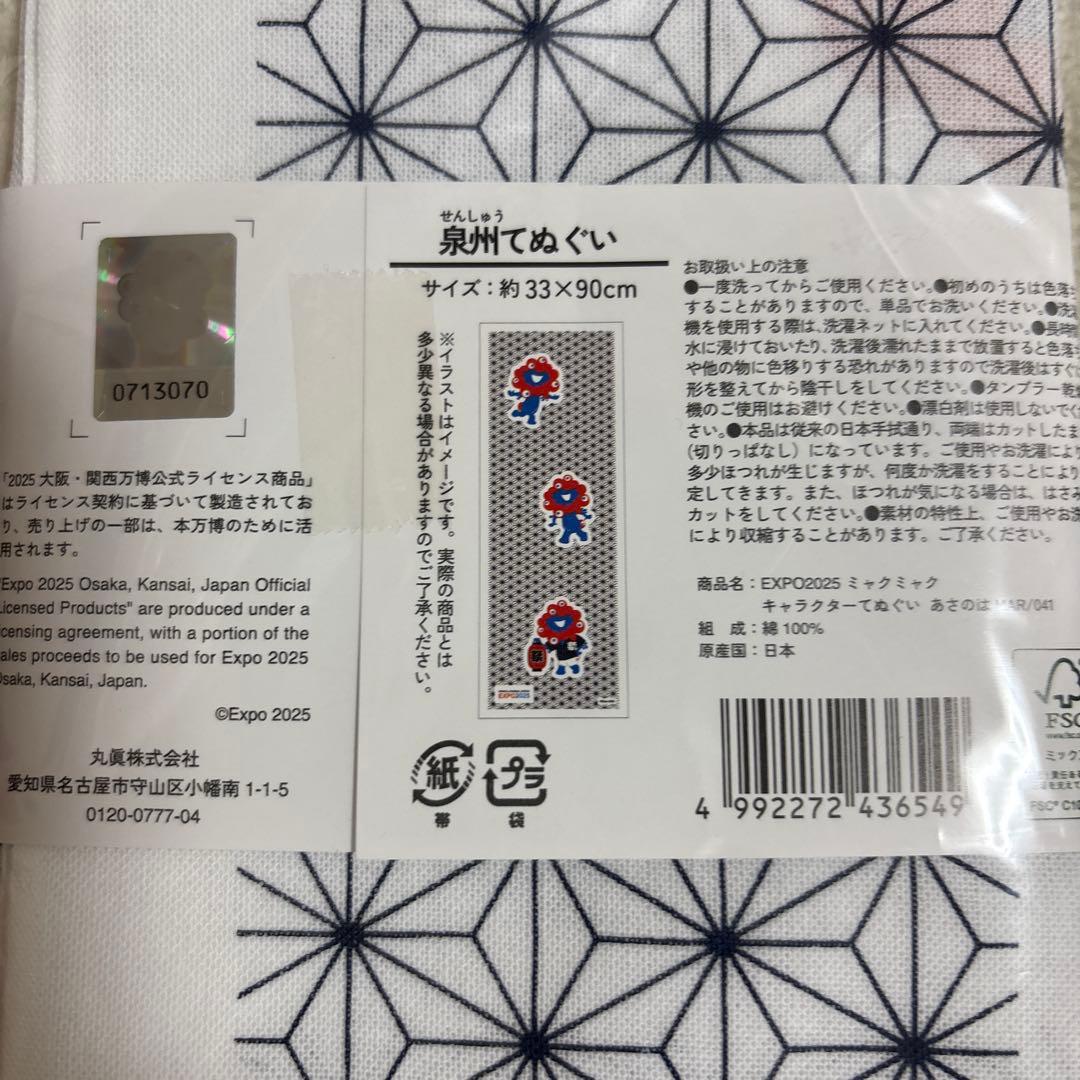 0713070
「2025 大阪・関西万博公式ライセンス商品」
はライセンス契約に基づいて製造されてお
り、売り上げの一部は、本万博のために活
用されます。
"Expo 2025 Osaka, Kansai, Japan Official
Licensed Products" are produced under a
licensing agreement, with a portion of the
sales proceeds to be used for Expo 2025
Osaka, Kansai, Japan.
©Expo 2025
丸眞株式会社
愛知県名古屋市守山区小幡南 1-1-5
0120-0777-04
せんしゅう
泉州てぬぐい
サイズ：約 33×90cm
※イラストはイメージです。実際の商品とは
多少異なる場合がありますのでご了承ください。
祭
EXPO2025
紙
帯
プラ
袋
お取扱い上の注意
●一度洗ってからご使用ください。●初めのうちは色落
することがありますので、単品でお洗いください。●洗
機を使用する際は、洗濯ネットに入れてください。●長時
水に浸けておいたり、洗濯後濡れたままで放置すると色落
や他の物に色移りする恐れがありますので洗濯後はすぐ
形を整えてから陰干しをしてください。●タンブラー乾
機のご使用はお避けください。●漂白剤は使用しないで
さい。●本品は従来の日本手拭通り、両端はカットしたま
(切りっぱなし）になっています。ご使用やお洗濯により
多少ほつれが生じますが、何度か洗濯をすることにより
定してきます。また、ほつれが気になる場合は、はさみ
カットをしてください。●素材の特性上、ご使用やお洗
により収縮することがあります。ご了承ください。
商品名：EXPO2025 ミャクミャク
キャラクターてぬぐい あさのは MAR/041
組　成：綿 100%
原産国：日本
4 992272 436549
FSC
www.fsc.o
ミック
責任あ
を支え
FSC® C10